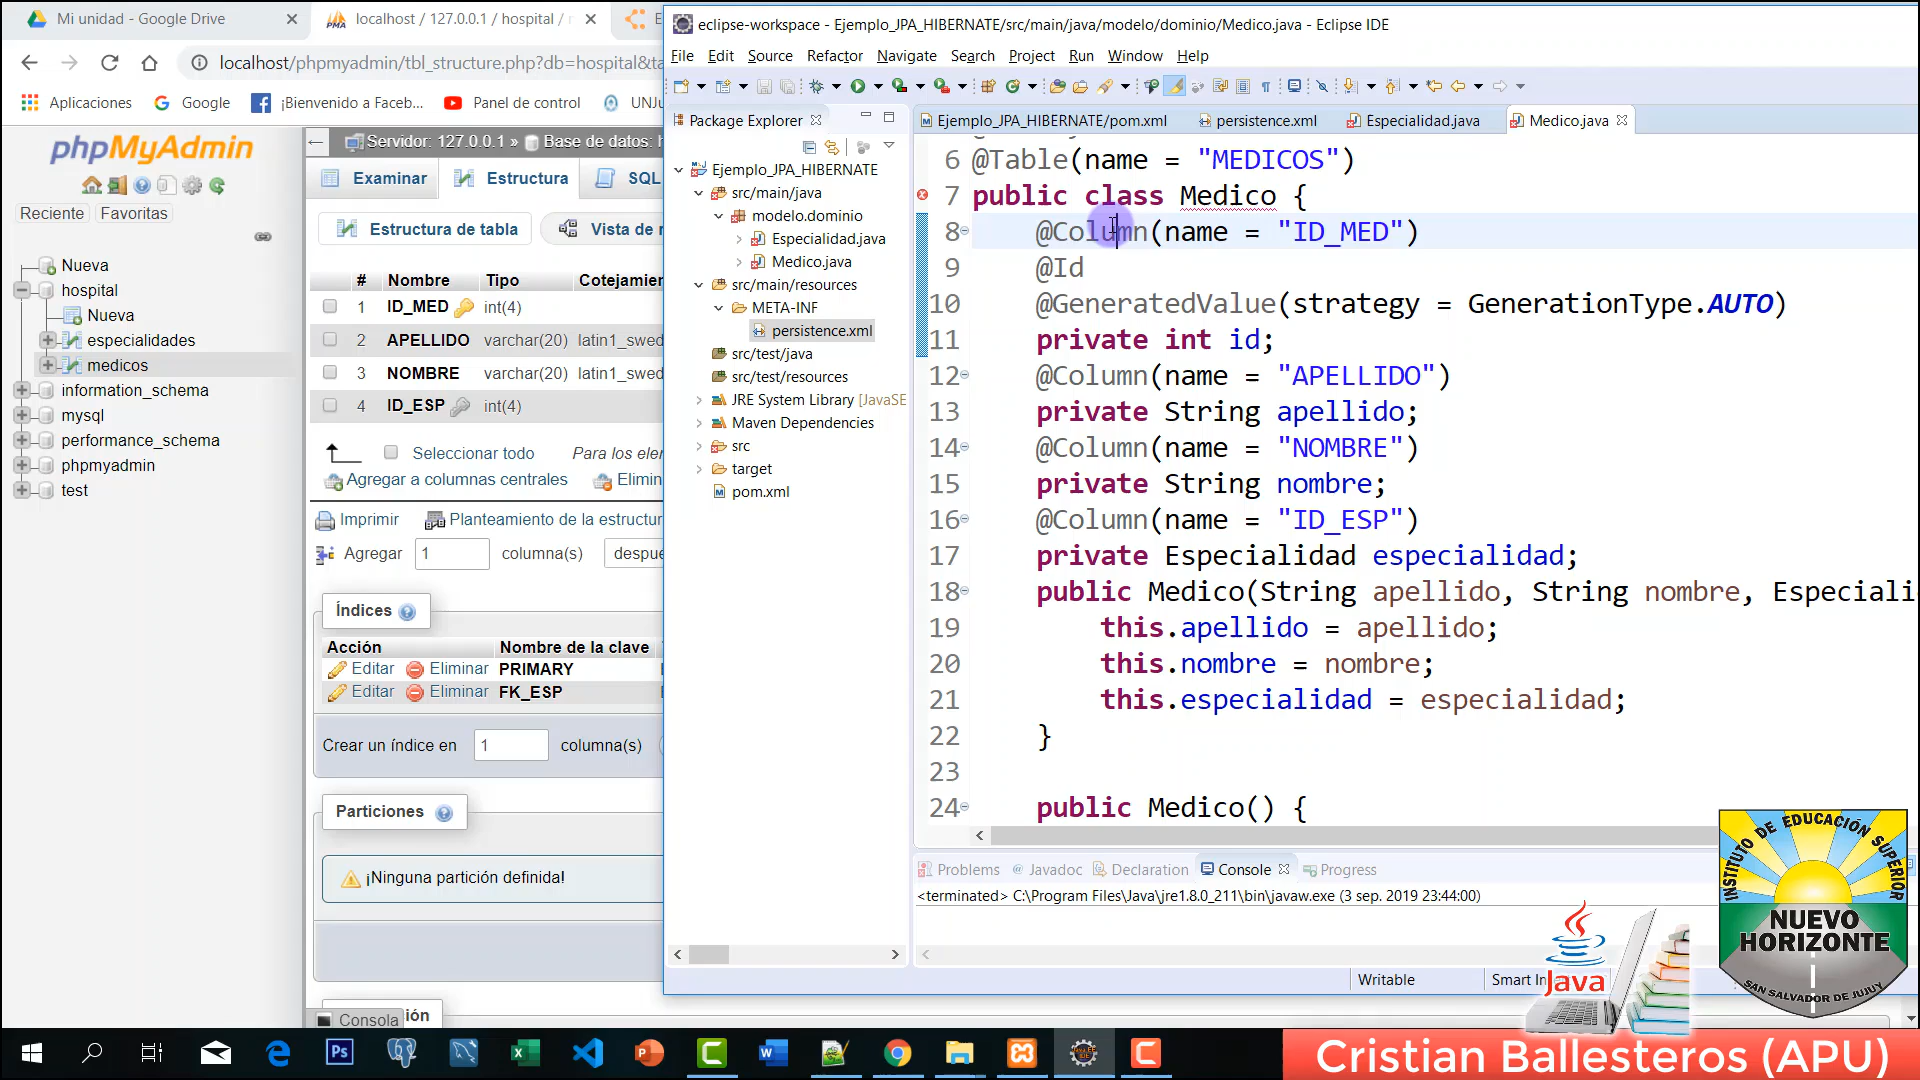 Mi unidad - Google Drive
localhost / 127.0.0.1 / hospital /
localhost/phpmyadmin/tbl_structure.php?db=hospital&ta
Aplicaciones
Google
¡Bienvenido a Faceb...
Panel de control
UNJu
phpMyAdmin
Reciente
Favoritas
Nueva
hospital
Nueva
especialidades
medicos
information_schema
mysql
performance_schema
phpmyadmin
test
Servidor: 127.0.0.1 » Base de datos: h
Examinar
Estructura
SQL
Estructura de tabla
Vista de r
# Nombre Tipo Cotejamien
1 ID_MED int(4)
2 APELLIDO varchar(20) latin1_swed
3 NOMBRE varchar(20) latin1_swed
4 ID_ESP int(4)
Seleccionar todo
Para los ele
Agregar a columnas centrales
Elimin
Imprimir
Planteamiento de la estructur
Agregar 1 columna(s) despue
Índices
Acción Nombre de la clave
Editar Eliminar PRIMARY
Editar Eliminar FK_ESP
Crear un índice en 1 columna(s)
Particiones
¡Ninguna partición definida!
Consola
ión
eclipse-workspace - Ejemplo_JPA_HIBERNATE/src/main/java/modelo/dominio/Medico.java - Eclipse IDE
File Edit Source Refactor Navigate Search Project Run Window Help
Package Explorer
Ejemplo_JPA_HIBERNATE
src/main/java
modelo.dominio
Especialidad.java
Medico.java
src/main/resources
META-INF
persistence.xml
src/test/java
src/test/resources
JRE System Library [JavaSE
Maven Dependencies
src
target
pom.xml
Ejemplo_JPA_HIBERNATE/pom.xml
persistence.xml
Especialidad.java
Medico.java
6 @Table(name = "MEDICOS")
7 public class Medico {
8 @Column(name = "ID_MED")
9 @Id
10 @GeneratedValue(strategy = GenerationType.AUTO)
11 private int id;
12 @Column(name = "APELLIDO")
13 private String apellido;
14 @Column(name = "NOMBRE")
15 private String nombre;
16 @Column(name = "ID_ESP")
17 private Especialidad especialidad;
18 public Medico(String apellido, String nombre, Especiali
19 this.apellido = apellido;
20 this.nombre = nombre;
21 this.especialidad = especialidad;
22 }
23
24 public Medico() {
Problems
Javadoc
Declaration
Console
Progress
<terminated> C:\Program Files\Java\jre1.8.0_211\bin\javaw.exe (3 sep. 2019 23:44:00)
Writable
Smart In
Java
INSTITUTO DE EDUCACIÓN SUPERIOR
NUEVO
HORIZONTE
SAN SALVADOR DE JUJUY
Cristian Ballesteros (APU)